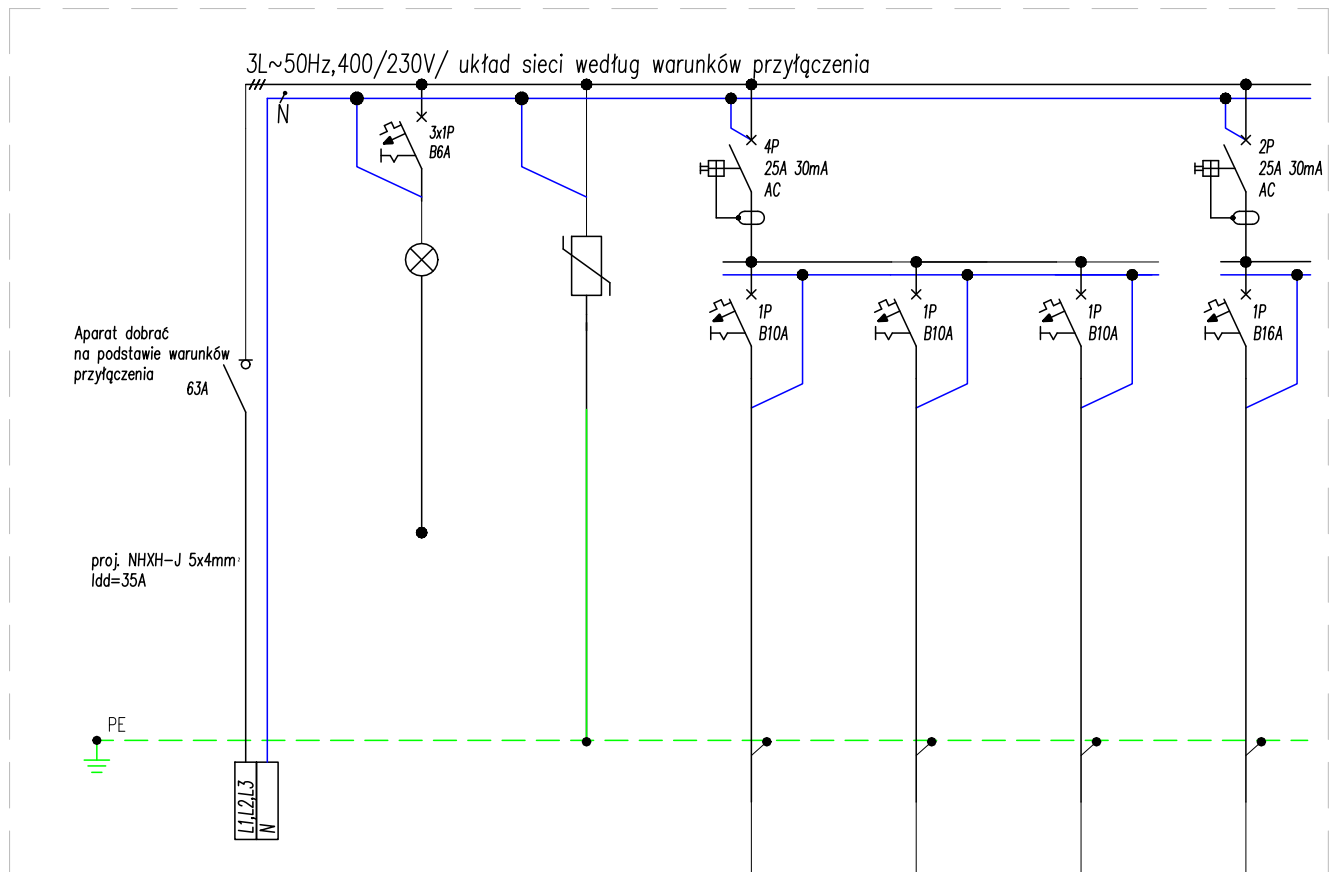 3L~50Hz,400/230V/ układ sieci według warunków przyłączenia
N
3x1P
B6A
4P
25A 30mA
AC
2P
25A 30mA
AC
1P
B10A
1P
B10A
1P
B10A
1P
B16A
Aparat dobrać
na podstawie warunków
przyłączenia
63A
proj. NHXH-J 5x4mm²
Idd=35A
PE
L1,L2,L3
N